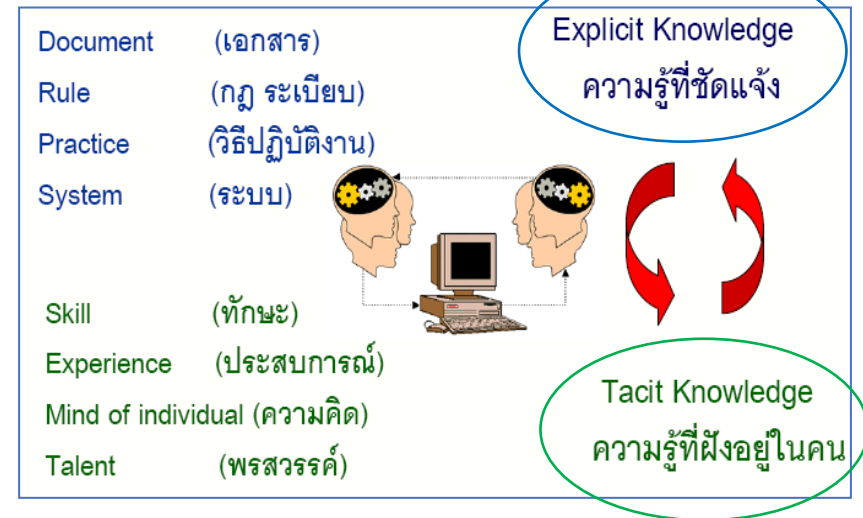 Document (เอกสาร)
Rule (กฎ ระเบียบ)
Practice (วิธีปฏิบัติงาน)
System (ระบบ)
Explicit Knowledge
ความรู้ที่ชัดแจ้ง
Skill (ทักษะ)
Experience (ประสบการณ์)
Mind of individual (ความคิด)
Talent (พรสวรรค์)
Tacit Knowledge
ความรู้ที่ฝังอยู่ในคน